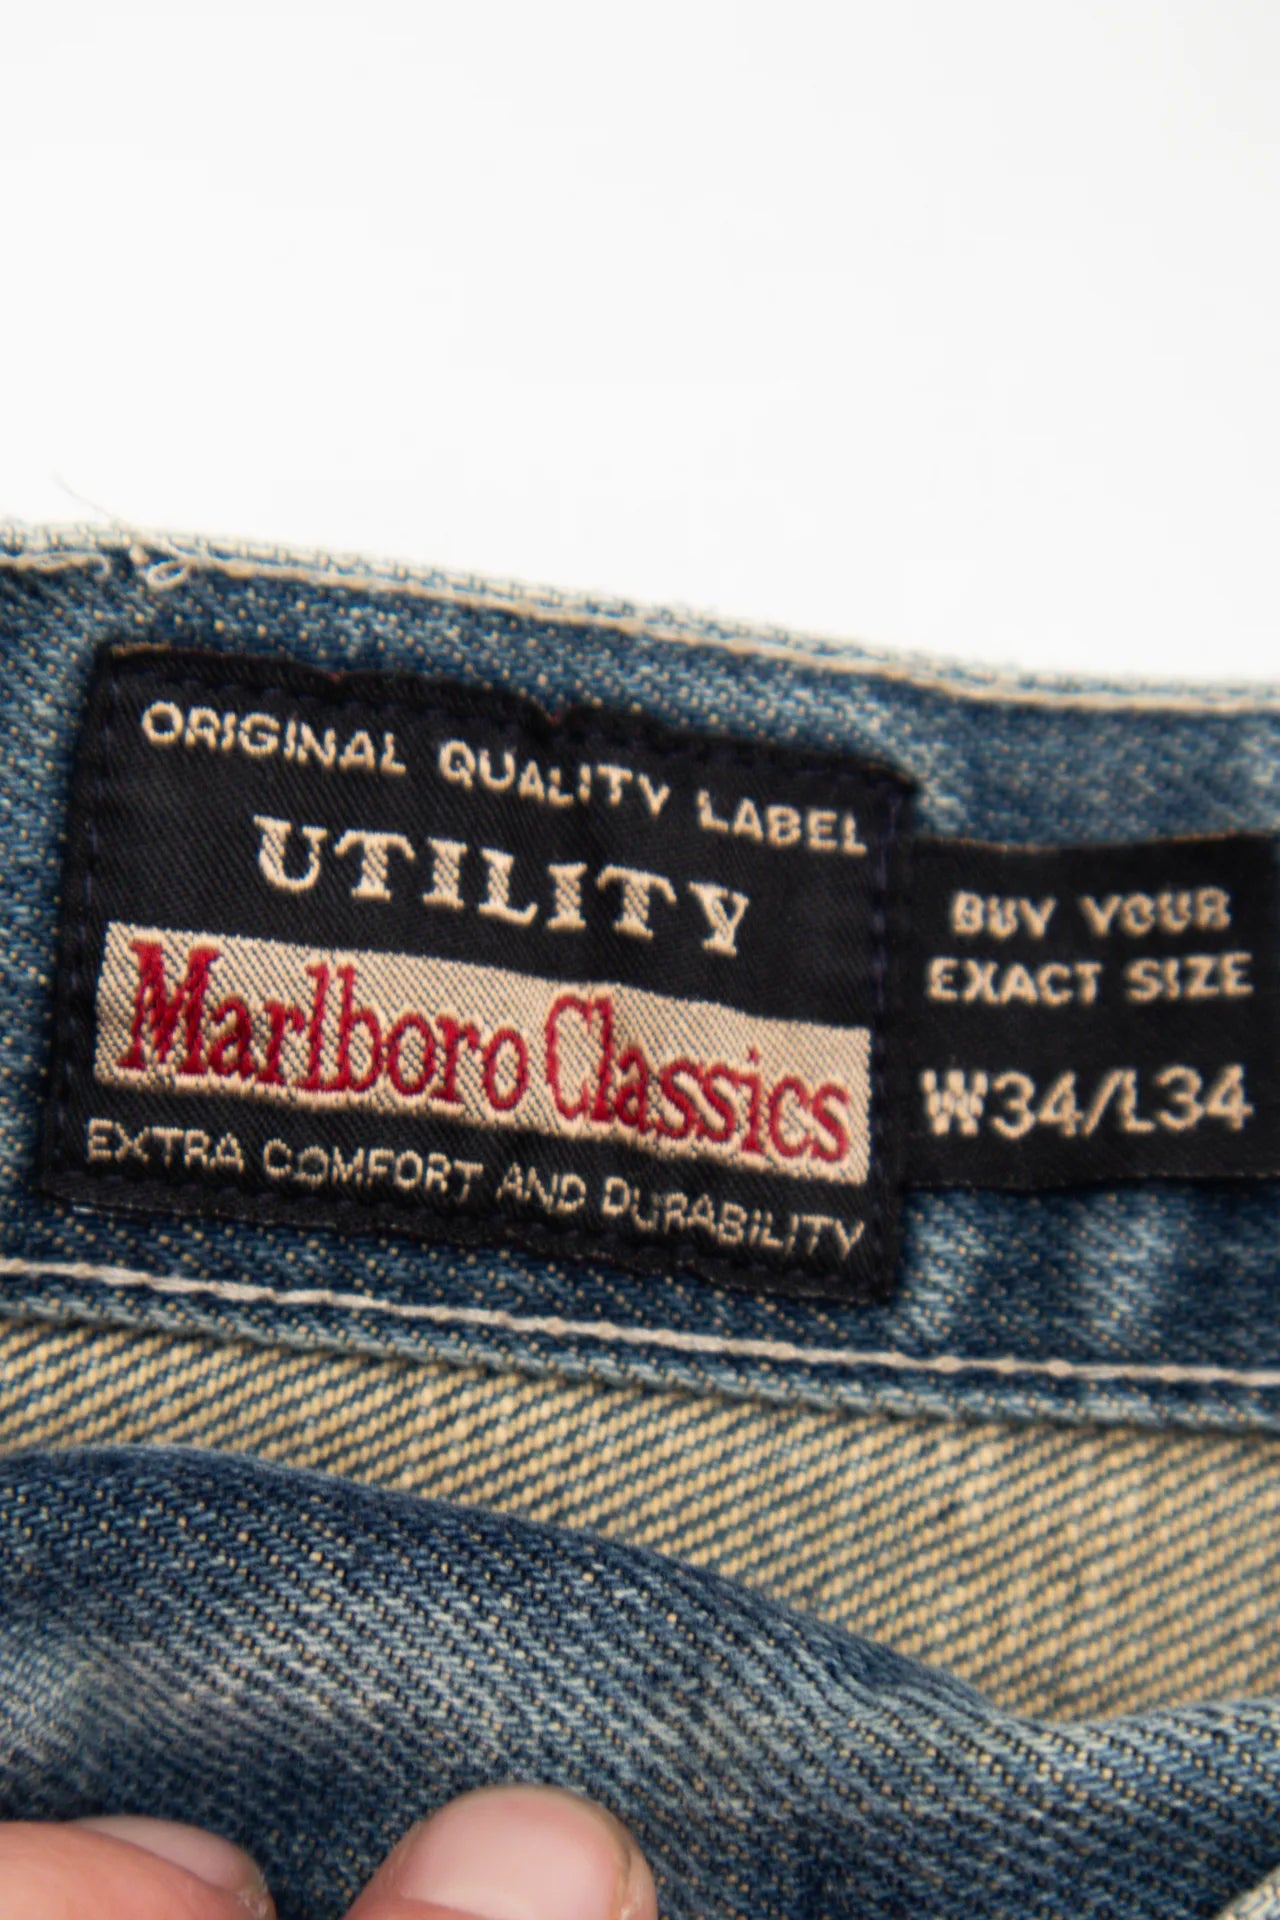 ORIGINAL QUALITY LABEL
UTILITY
Marlboro Classics
EXTRA COMFORT AND DURABILITY
BUY YOUR
EXACT SIZE
W34/L34